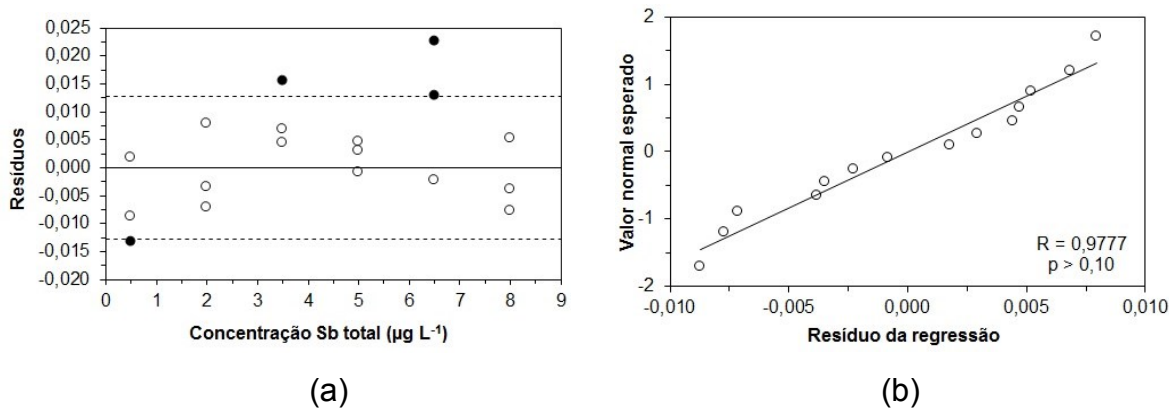 0,025
0,020
0,015
0,010
0,005
0,000
-0,005
-0,010
-0,015
-0,020
Resíduos
0 1 2 3 4 5 6 7 8 9
Concentração Sb total (µg L⁻¹)
(a)
2
1
0
-1
-2
Valor normal esperado
R = 0,9777
p > 0,10
-0,010 -0,005 0,000 0,005 0,010
Resíduo da regressão
(b)